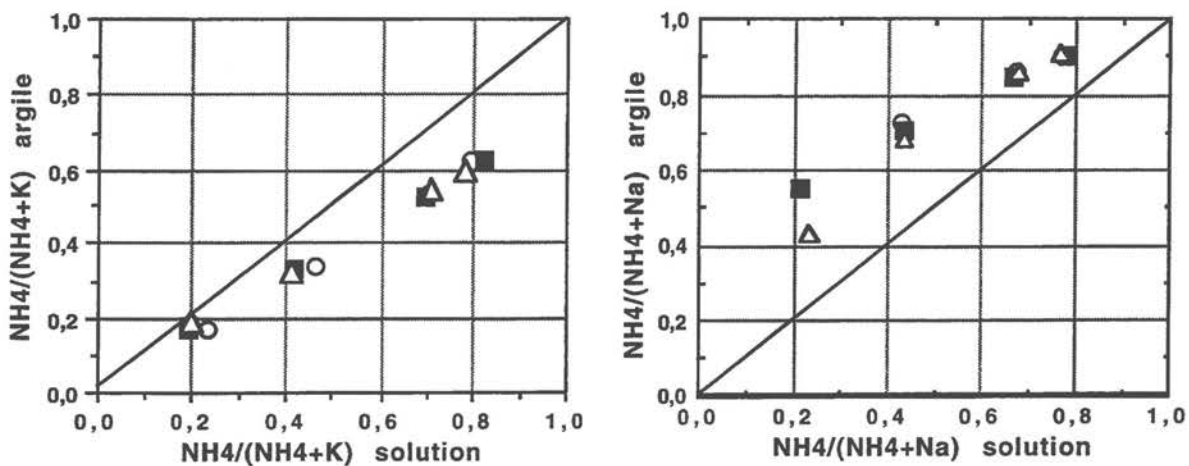 NH4/(NH4+K) argile
1,0
0,8
0,6
0,4
0,2
0,0
0,0 0,2 0,4 0,6 0,8 1,0
NH4/(NH4+K) solution
NH4/(NH4+Na) argile
1,0
0,8
0,6
0,4
0,2
0,0
0,0 0,2 0,4 0,6 0,8 1,0
NH4/(NH4+Na) solution